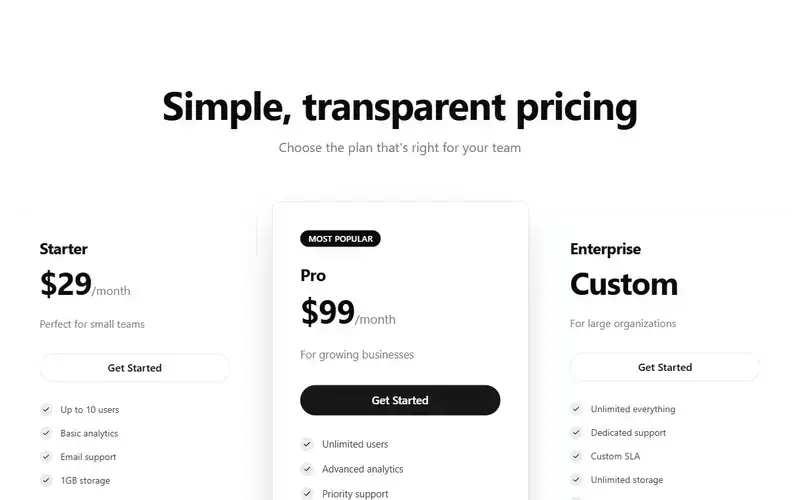 Simple, transparent pricing
Choose the plan that's right for your team
Starter
$29/month
Perfect for small teams
Get Started
Up to 10 users
Basic analytics
Email support
1GB storage
MOST POPULAR
Pro
$99/month
For growing businesses
Get Started
Unlimited users
Advanced analytics
Priority support
Enterprise
Custom
For large organizations
Get Started
Unlimited everything
Dedicated support
Custom SLA
Unlimited storage